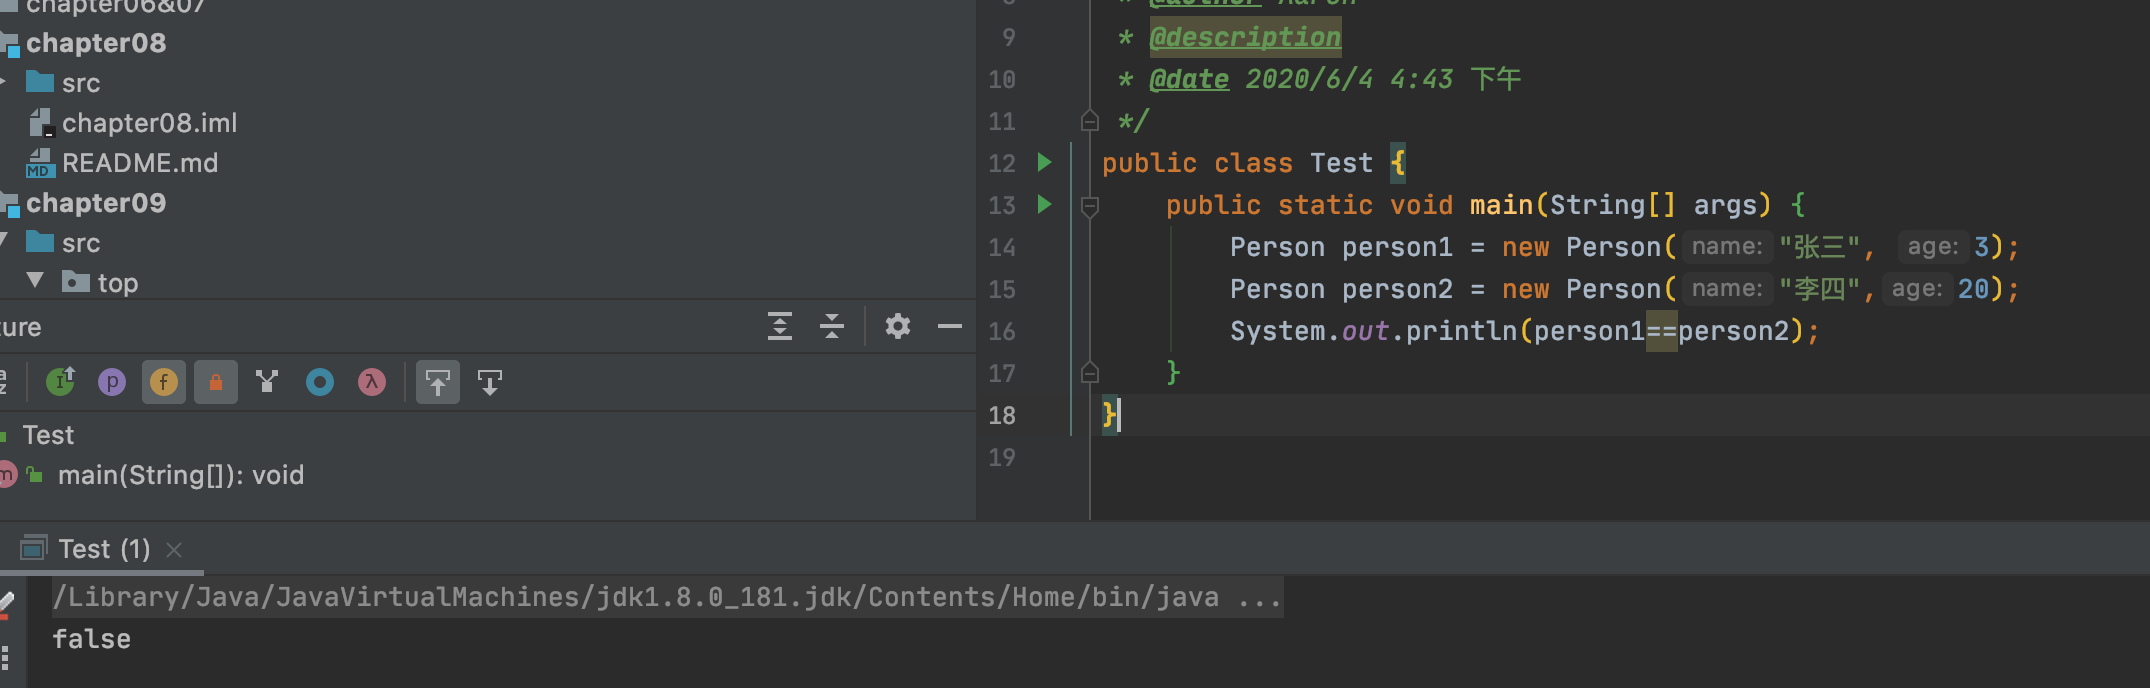 chapter06&07
chapter08
src
chapter08.iml
MD README.md
chapter09
src
top
ture
I p f λ
Test
m main(String[]): void
8 * @author Aaron
9 * @description
10 * @date 2020/6/4 4:43 下午
11 */
12 public class Test {
13 public static void main(String[] args) {
14 Person person1 = new Person( name: "张三", age: 3);
15 Person person2 = new Person( name: "李四", age: 20);
16 System.out.println(person1==person2);
17 }
18 }
19
Test (1)
/Library/Java/JavaVirtualMachines/jdk1.8.0_181.jdk/Contents/Home/bin/java ...
false